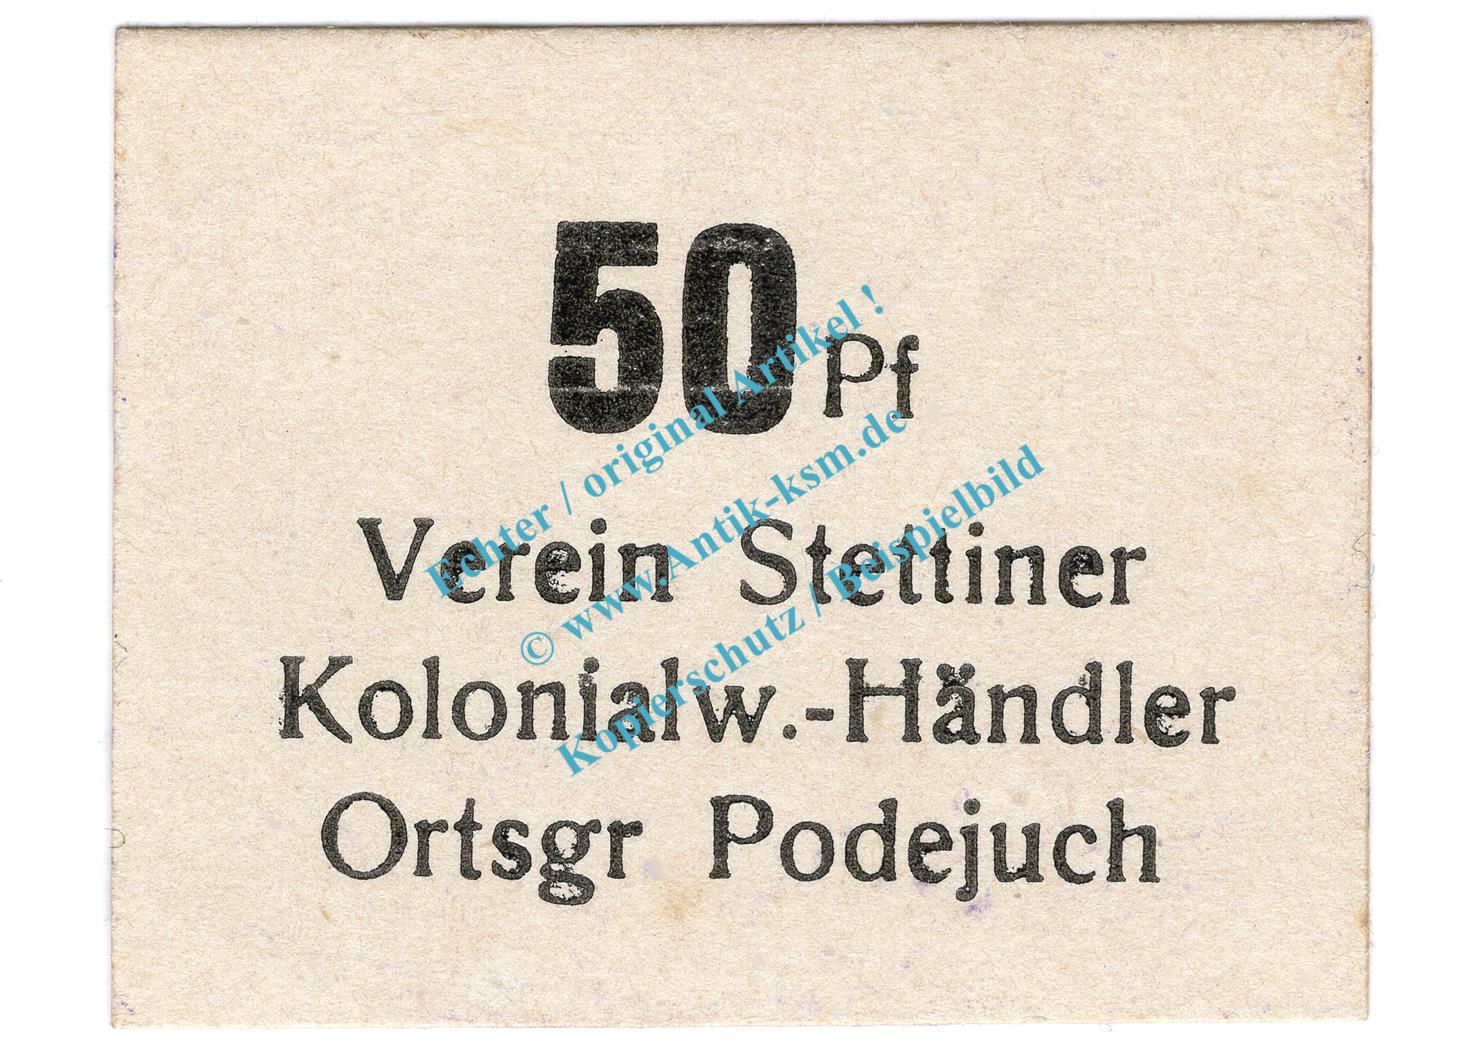 50 Pf
Verein Stettiner
Kolonialw.-Händler
Ortsgr Podejuch
Echter / original Artikel !
© www.Antik-ksm.de
Kopierschutz / Beispielbild